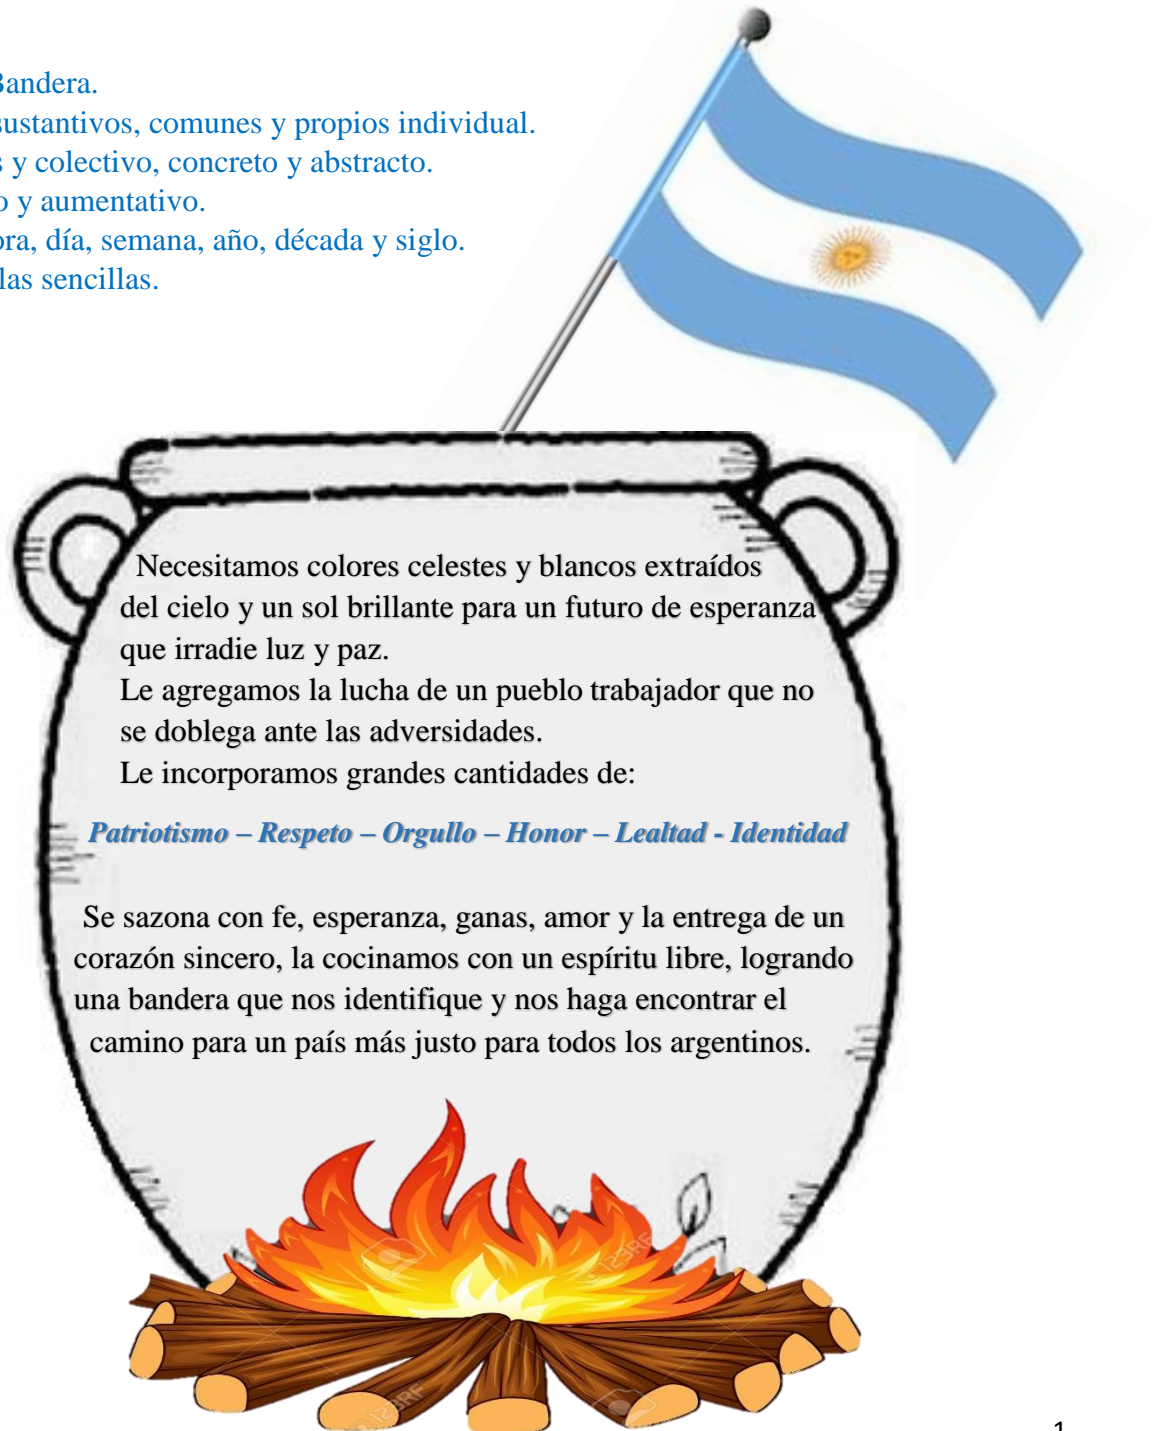 Bandera.
sustantivos, comunes y propios individual.
s y colectivo, concreto y abstracto.
o y aumentativo.
ora, día, semana, año, década y siglo.
las sencillas.
Necesitamos colores celestes y blancos extraídos
del cielo y un sol brillante para un futuro de esperanza
que irradie luz y paz.
Le agregamos la lucha de un pueblo trabajador que no
se doblega ante las adversidades.
Le incorporamos grandes cantidades de:
Patriotismo – Respeto – Orgullo – Honor – Lealtad - Identidad
Se sazona con fe, esperanza, ganas, amor y la entrega de un
corazón sincero, la cocinamos con un espíritu libre, logrando
una bandera que nos identifique y nos haga encontrar el
camino para un país más justo para todos los argentinos.
123RF
123RF
1